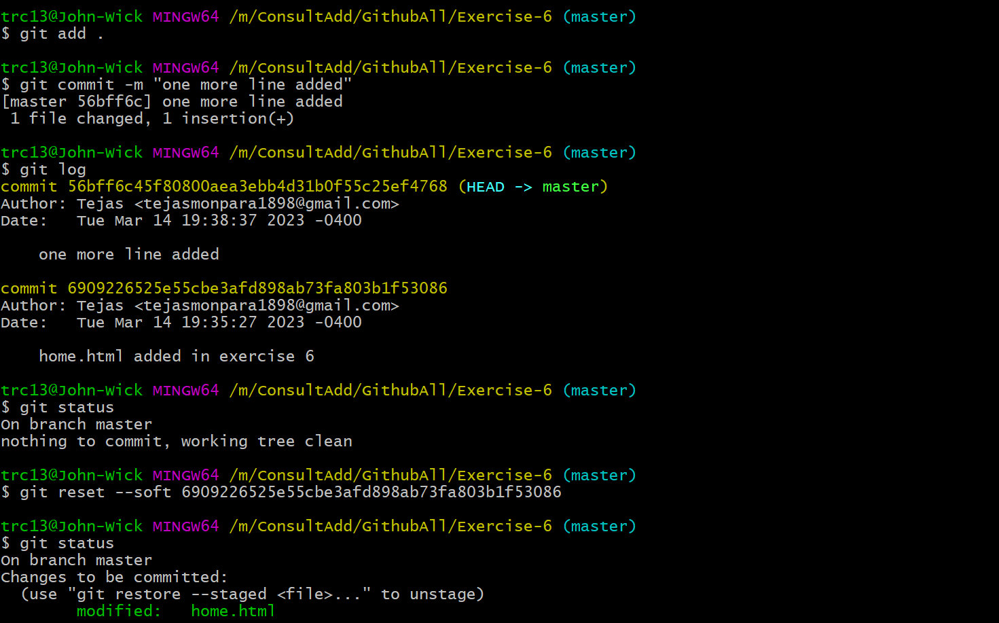 trc13@John-Wick MINGW64 /m/ConsultAdd/GithubAll/Exercise-6 (master)
$ git add .
trc13@John-Wick MINGW64 /m/ConsultAdd/GithubAll/Exercise-6 (master)
$ git commit -m "one more line added"
[master 56bff6c] one more line added
 1 file changed, 1 insertion(+)
trc13@John-Wick MINGW64 /m/ConsultAdd/GithubAll/Exercise-6 (master)
$ git log
commit 56bff6c45f80800aea3ebb4d31b0f55c25ef4768 (HEAD -> master)
Author: Tejas <tejasmonpara1898@gmail.com>
Date:   Tue Mar 14 19:38:37 2023 -0400
    one more line added
commit 6909226525e55cbe3afd898ab73fa803b1f53086
Author: Tejas <tejasmonpara1898@gmail.com>
Date:   Tue Mar 14 19:35:27 2023 -0400
    home.html added in exercise 6
trc13@John-Wick MINGW64 /m/ConsultAdd/GithubAll/Exercise-6 (master)
$ git status
On branch master
nothing to commit, working tree clean
trc13@John-Wick MINGW64 /m/ConsultAdd/GithubAll/Exercise-6 (master)
$ git reset --soft 6909226525e55cbe3afd898ab73fa803b1f53086
trc13@John-Wick MINGW64 /m/ConsultAdd/GithubAll/Exercise-6 (master)
$ git status
On branch master
Changes to be committed:
  (use "git restore --staged <file>..." to unstage)
        modified:   home.html